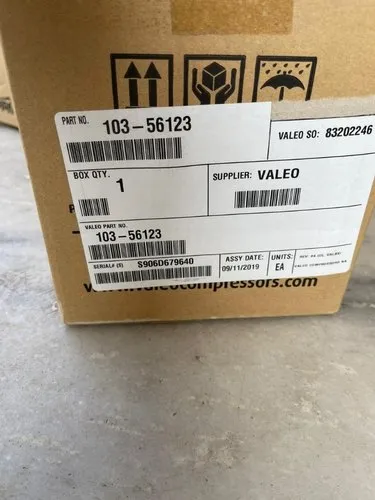 PART NO. 103-56123
VALEO SO: 83202246
BOX QTY. 1
SUPPLIER: VALEO
VALEO PART NO.
103-56123
SERIAL# (S) S906D679640
ASSY DATE: 09/11/2019
UNITS: EA
www.valeocompressors.com